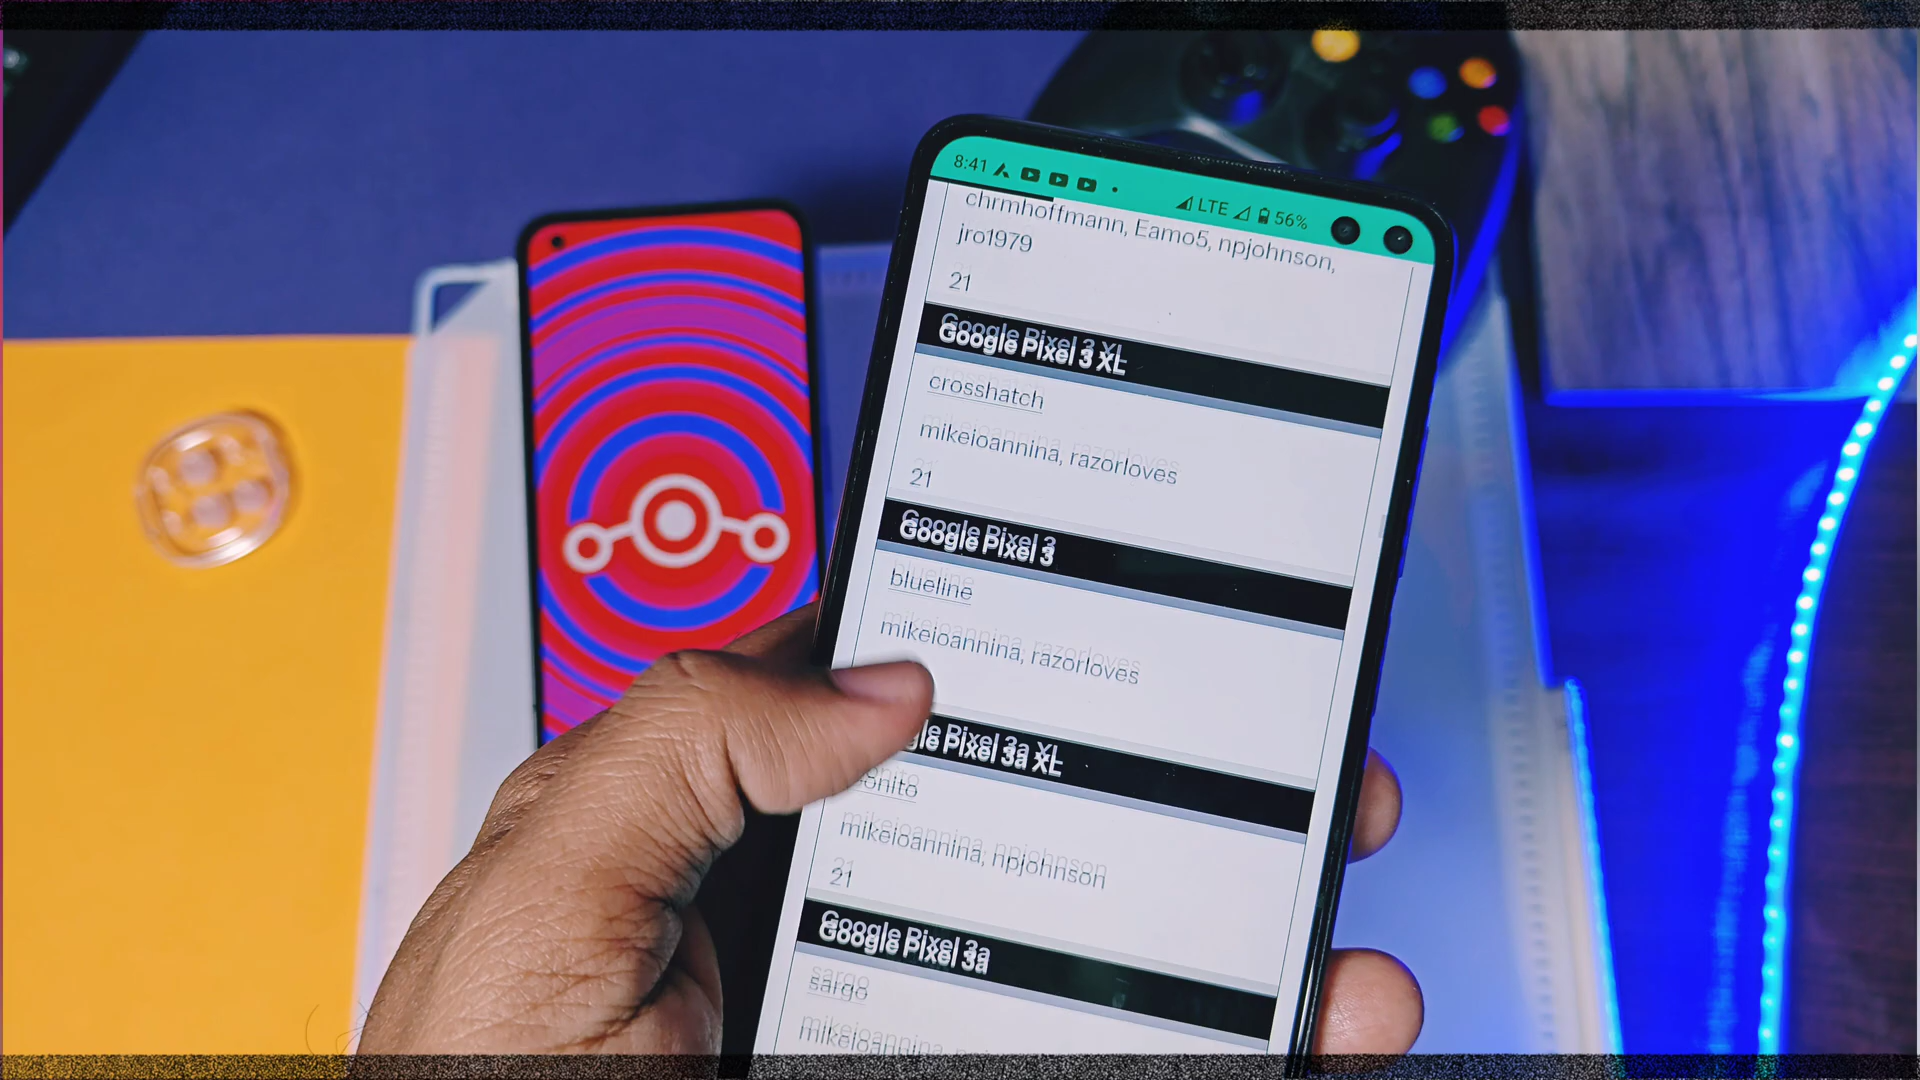 8:41 LTE 56%
chrmhoffmann, Eamo5, npjohnson,
jro1979
21
Google Pixel 3 XL
crosshatch
mikeioannina, razorloves
21
Google Pixel 3
blueline
mikeioannina, razorloves
Pixel 3a XL
mikeioannina, npjohnson
21
Google Pixel 3a
sargo